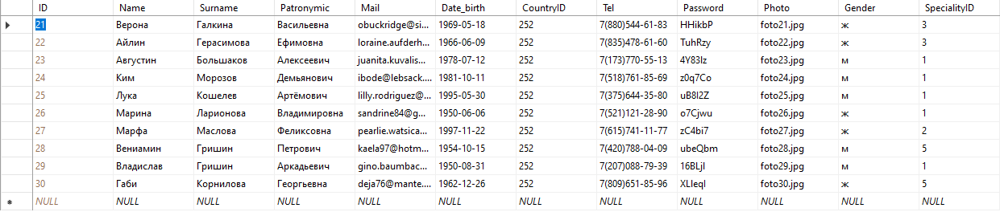 ID Name Surname Patronymic Mail Date_birth CountryID Tel Password Photo Gender SpecialityID
21 Верона Галкина Васильевна obuckridge@si... 1969-05-18 252 7(880)544-61-83 HHikbP foto21.jpg ж 3
22 Айлин Герасимова Ефимовна loraine.aufderh... 1966-06-09 252 7(835)478-61-60 TuhRzy foto22.jpg ж 3
23 Августин Большаков Алексеевич juanita.kuvalis... 1978-07-12 252 7(173)770-55-13 4Y83lz foto23.jpg м 1
24 Ким Морозов Демьянович ibode@lebsack.... 1981-10-11 252 7(518)761-85-69 z0q7Co foto24.jpg м 1
25 Лука Кошелев Артёмович lilly.rodriguez@... 1995-05-30 252 7(375)644-35-80 uB8l2Z foto25.jpg м 1
26 Марина Ларионова Владимировна sandrine84@g... 1950-06-06 252 7(521)121-28-90 o7Cjwu foto26.jpg ж 1
27 Марфа Маслова Феликсовна pearlie.watsica... 1997-11-22 252 7(615)741-11-77 zC4bi7 foto27.jpg ж 2
28 Вениамин Гришин Петрович kaela97@hotm... 1954-10-15 252 7(420)788-04-09 ubeQbm foto28.jpg м 5
29 Владислав Гришин Аркадьевич gino.baumbac... 1950-08-31 252 7(207)088-79-39 16BLjI foto29.jpg м 1
30 Габи Корнилова Георгьевна deja76@mante... 1962-12-26 252 7(809)651-85-96 XLIeql foto30.jpg ж 5
NULL NULL NULL NULL NULL NULL NULL NULL NULL NULL NULL NULL